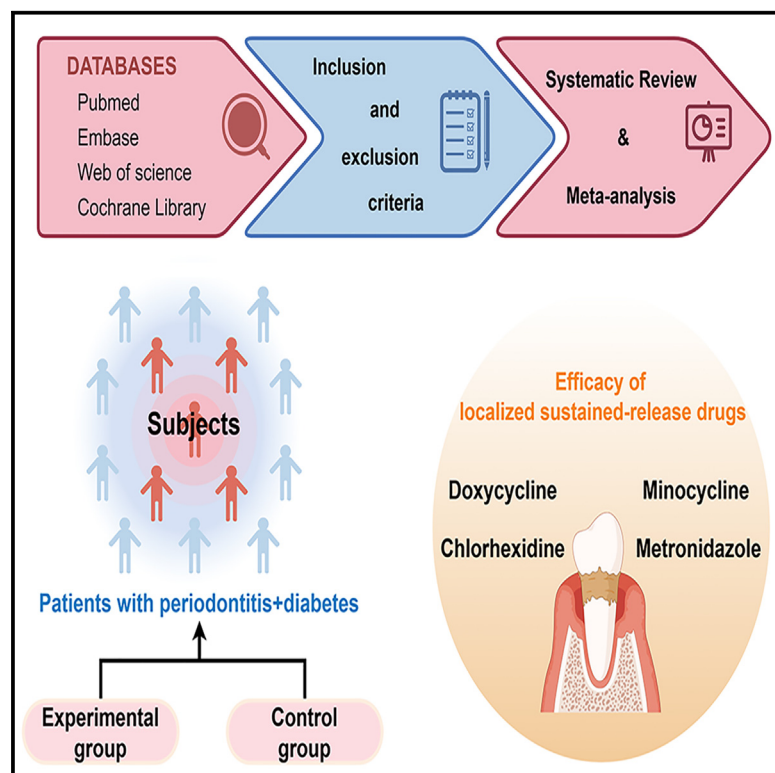 DATABASES
Pubmed
Embase
Web of science
Cochrane Library
Inclusion
and
exclusion
criteria
Systematic Review
&
Meta-analysis
Subjects
Patients with periodontitis+diabetes
Experimental
group
Control
group
Efficacy of
localized sustained-release drugs
Doxycycline
Minocycline
Chlorhexidine
Metronidazole